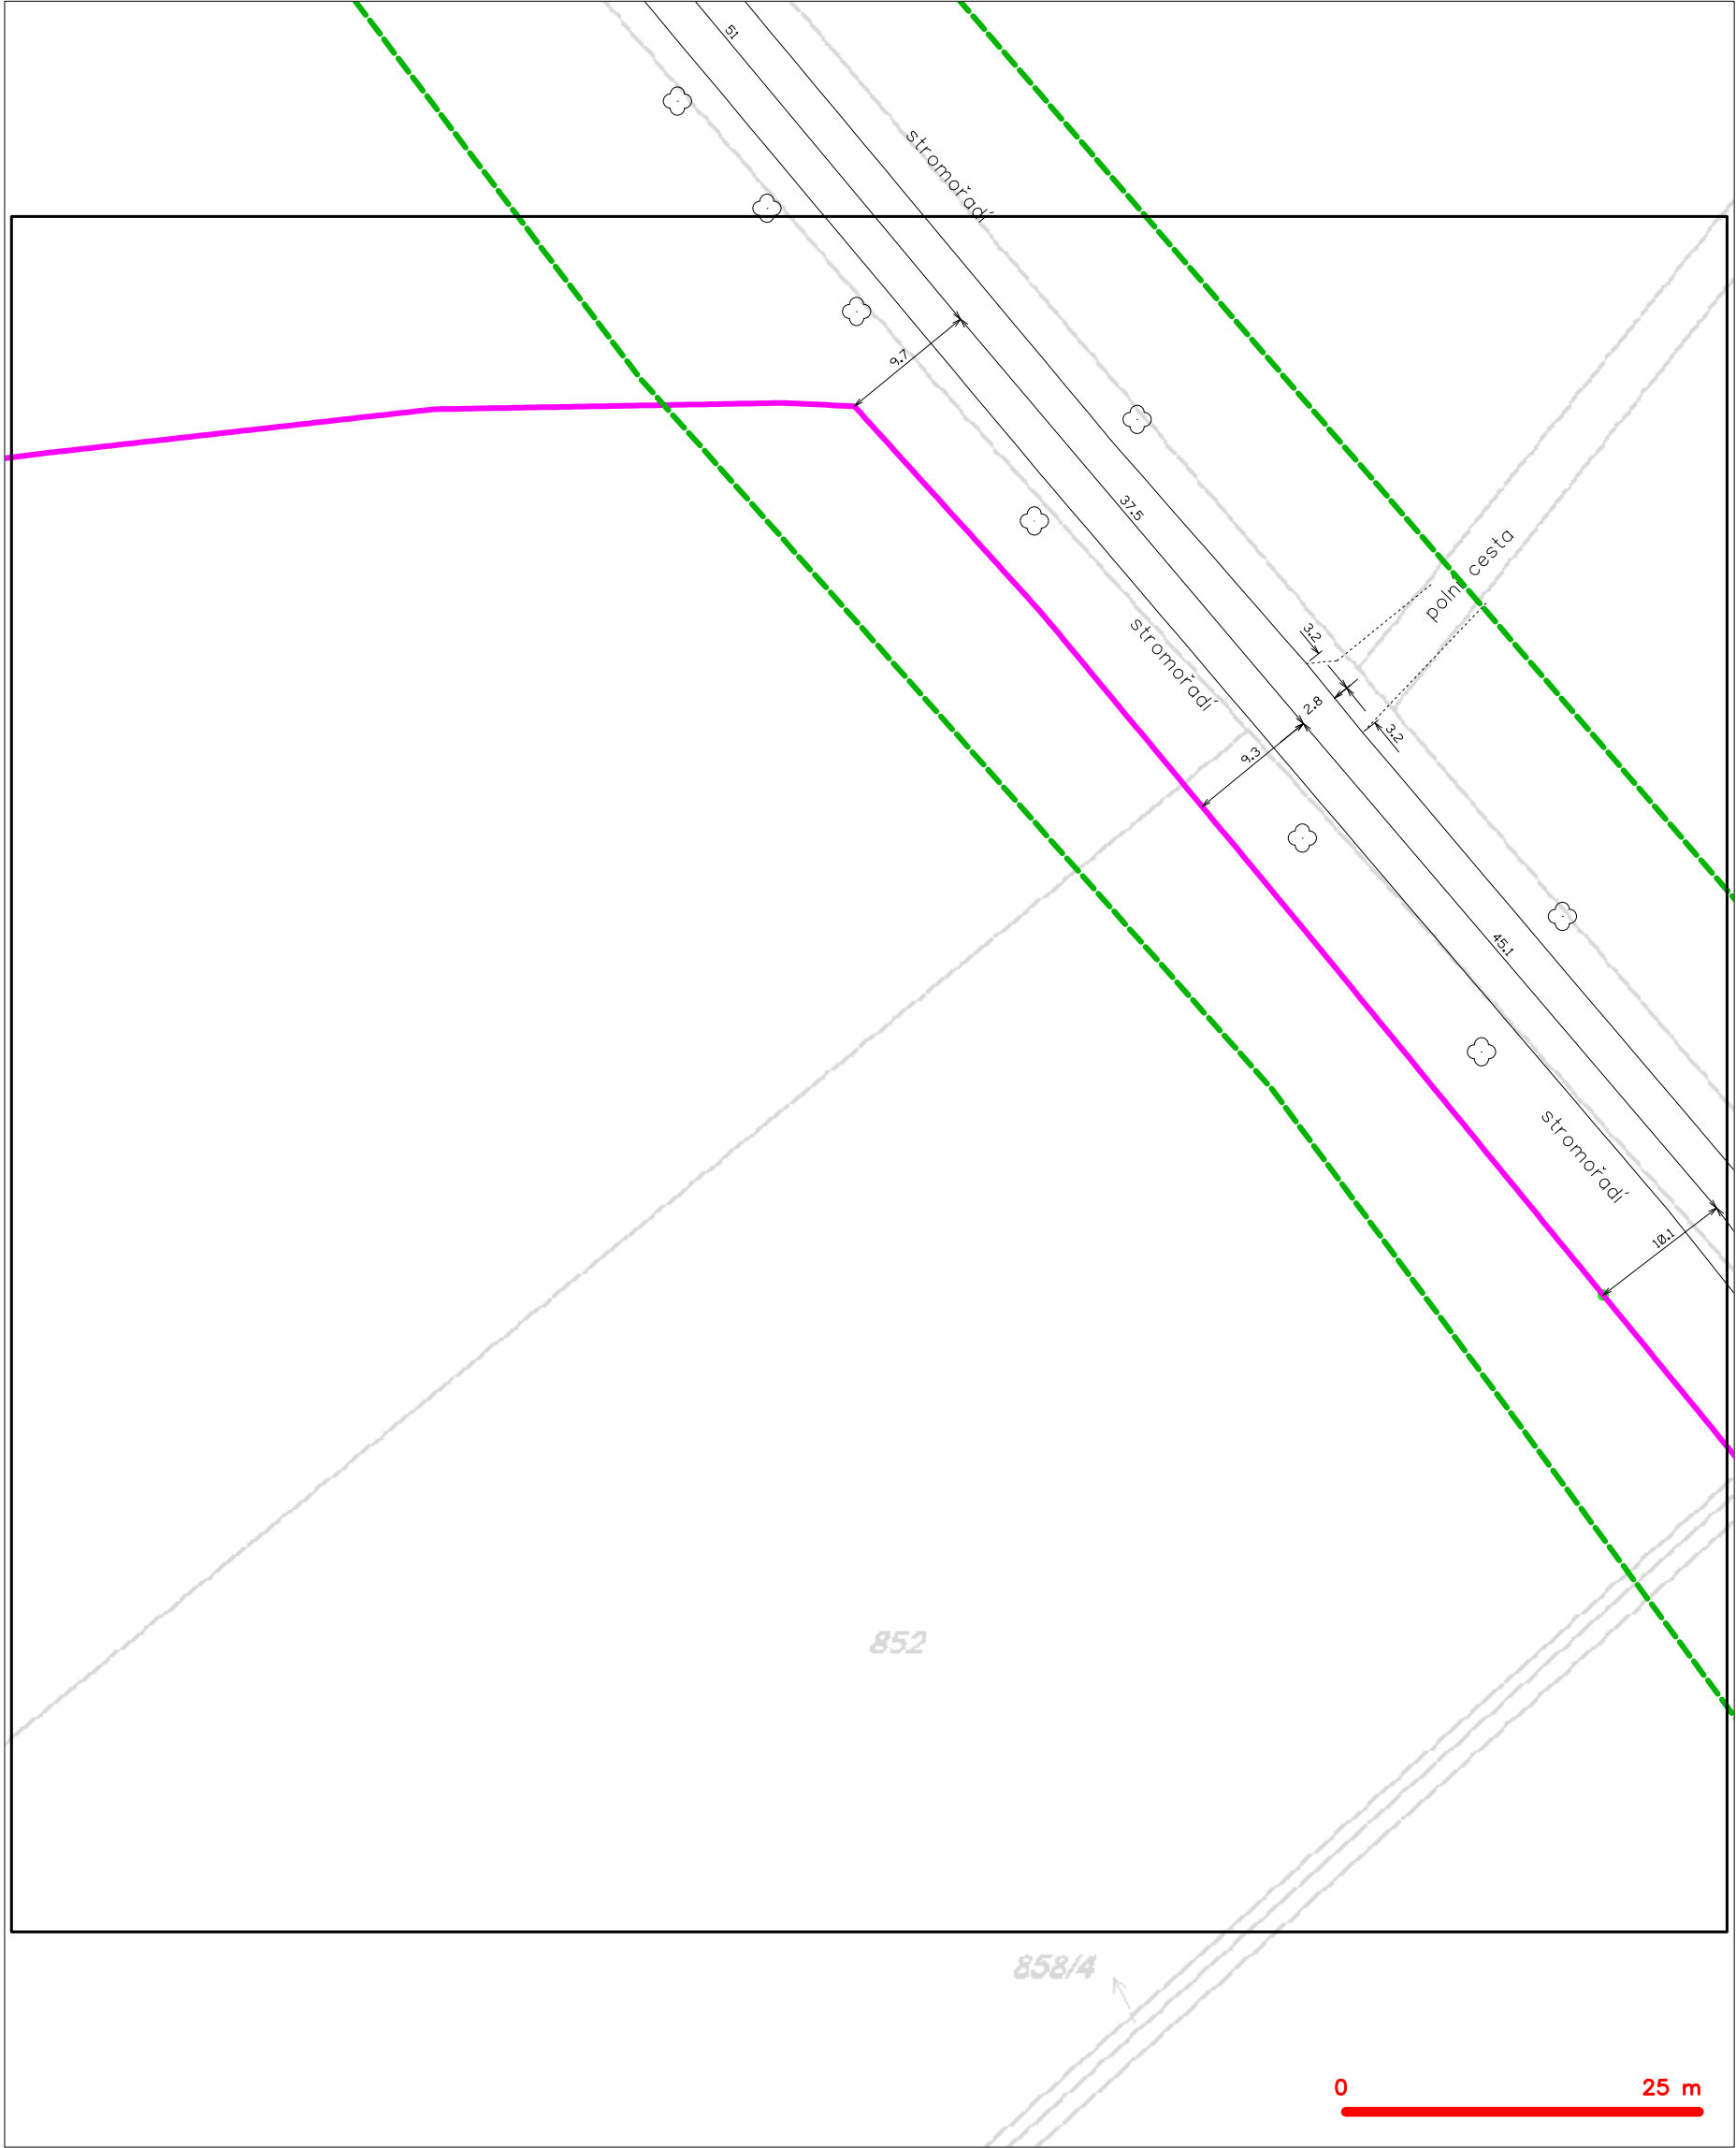 51
stromořadí
9.7
37.5
polní cesta
3.2
stromořadí
2.8
3.2
9.3
45.1
stromořadí
10.1
852
858/4
0 25 m